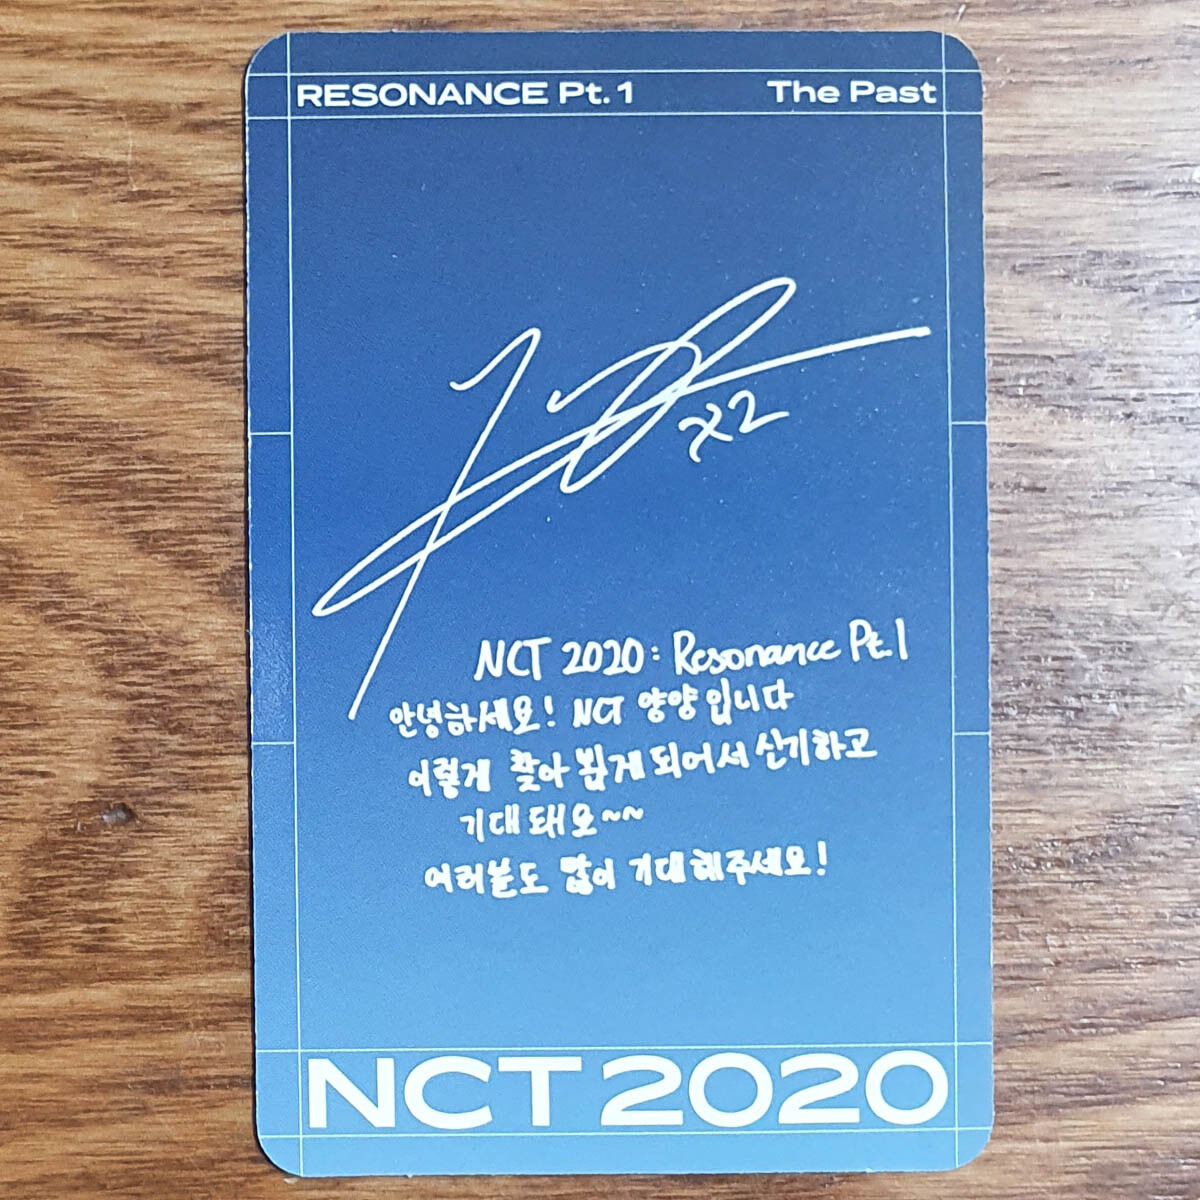 RESONANCE Pt. 1 The Past
x2
NCT 2020 : Resonance Pt.1
안녕하세요! NCT 양양입니다
이렇게 찾아 뵙게 되어서 신기하고
기대돼요~~
여러분도 많이 기대해주세요!
NCT 2020